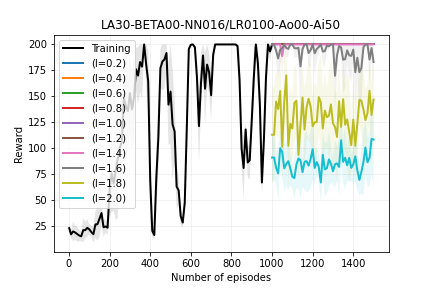 LA30-BETA00-NN016/LR0100-Ao00-Ai50
Reward
200
175
150
125
100
75
50
25
Training
(l=0.2)
(l=0.4)
(l=0.6)
(l=0.8)
(l=1.0)
(l=1.2)
(l=1.4)
(l=1.6)
(l=1.8)
(l=2.0)
0 200 400 600 800 1000 1200 1400
Number of episodes